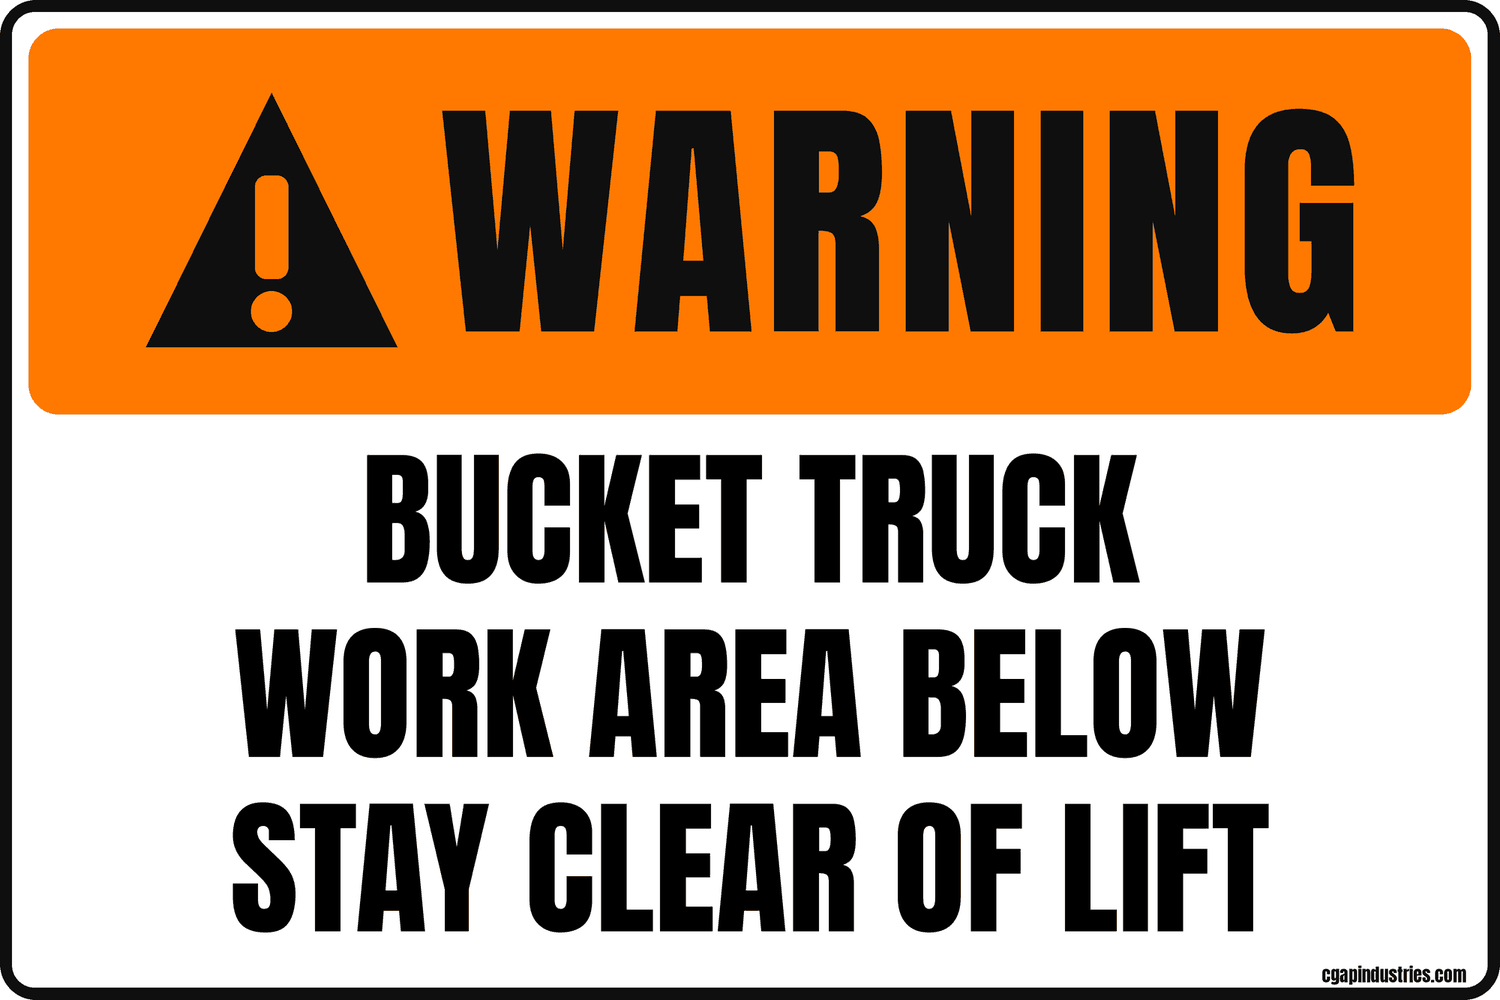 WARNING
BUCKET TRUCK
WORK AREA BELOW
STAY CLEAR OF LIFT
cgapindustries.com